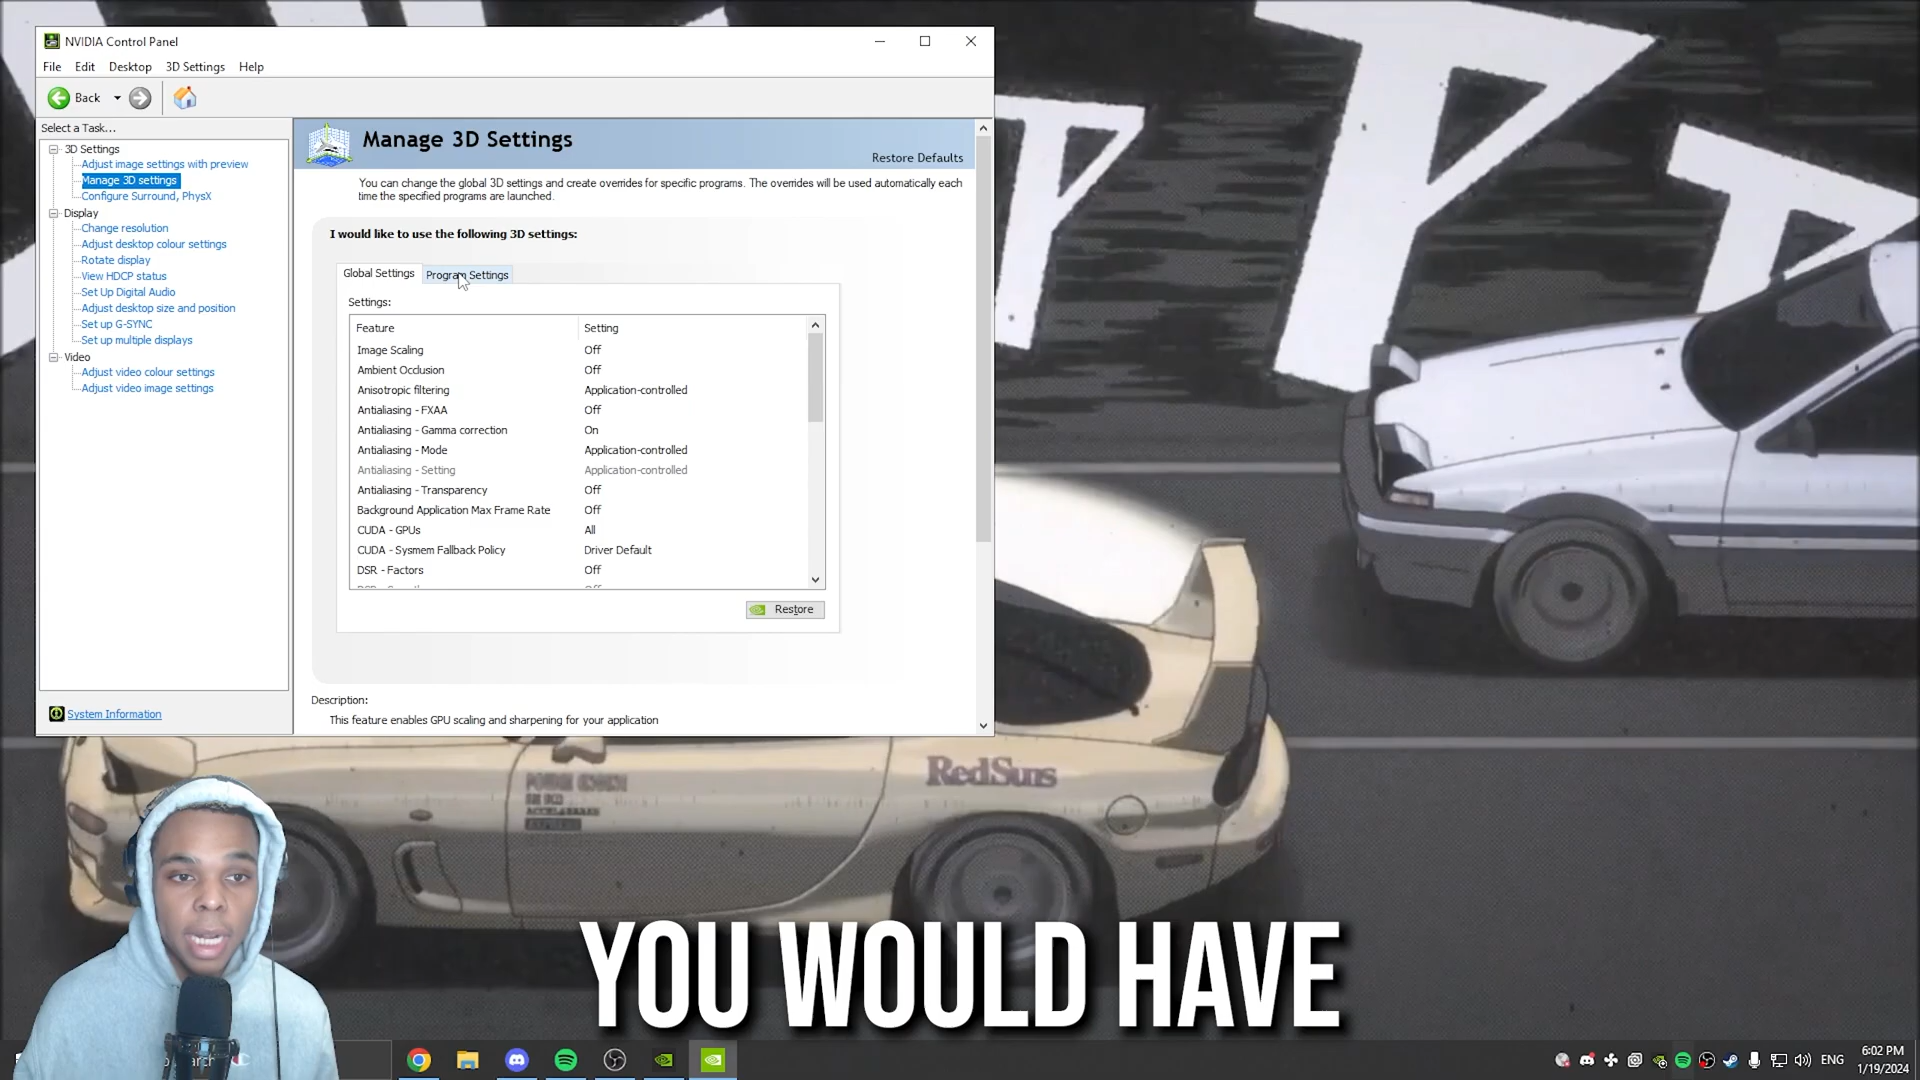 NVIDIA Control Panel
File Edit Desktop 3D Settings Help
Back
Select a Task...
3D Settings
Adjust image settings with preview
Manage 3D settings
Configure Surround, PhysX
Display
Change resolution
Adjust desktop colour settings
Rotate display
View HDCP status
Set Up Digital Audio
Adjust desktop size and position
Set up G-SYNC
Set up multiple displays
Video
Adjust video colour settings
Adjust video image settings
System Information
Manage 3D Settings
Restore Defaults
You can change the global 3D settings and create overrides for specific programs. The overrides will be used automatically each
time the specified programs are launched.
I would like to use the following 3D settings:
Global Settings Program Settings
Settings:
Feature Setting
Image Scaling Off
Ambient Occlusion Off
Anisotropic filtering Application-controlled
Antialiasing - FXAA Off
Antialiasing - Gamma correction On
Antialiasing - Mode Application-controlled
Antialiasing - Setting Application-controlled
Antialiasing - Transparency Off
Background Application Max Frame Rate Off
CUDA - GPUs All
CUDA - Sysmem Fallback Policy Driver Default
DSR - Factors Off
Restore
Description:
This feature enables GPU scaling and sharpening for your application
RedSuns
YOU WOULD HAVE
ENG
6:02 PM
1/19/2024